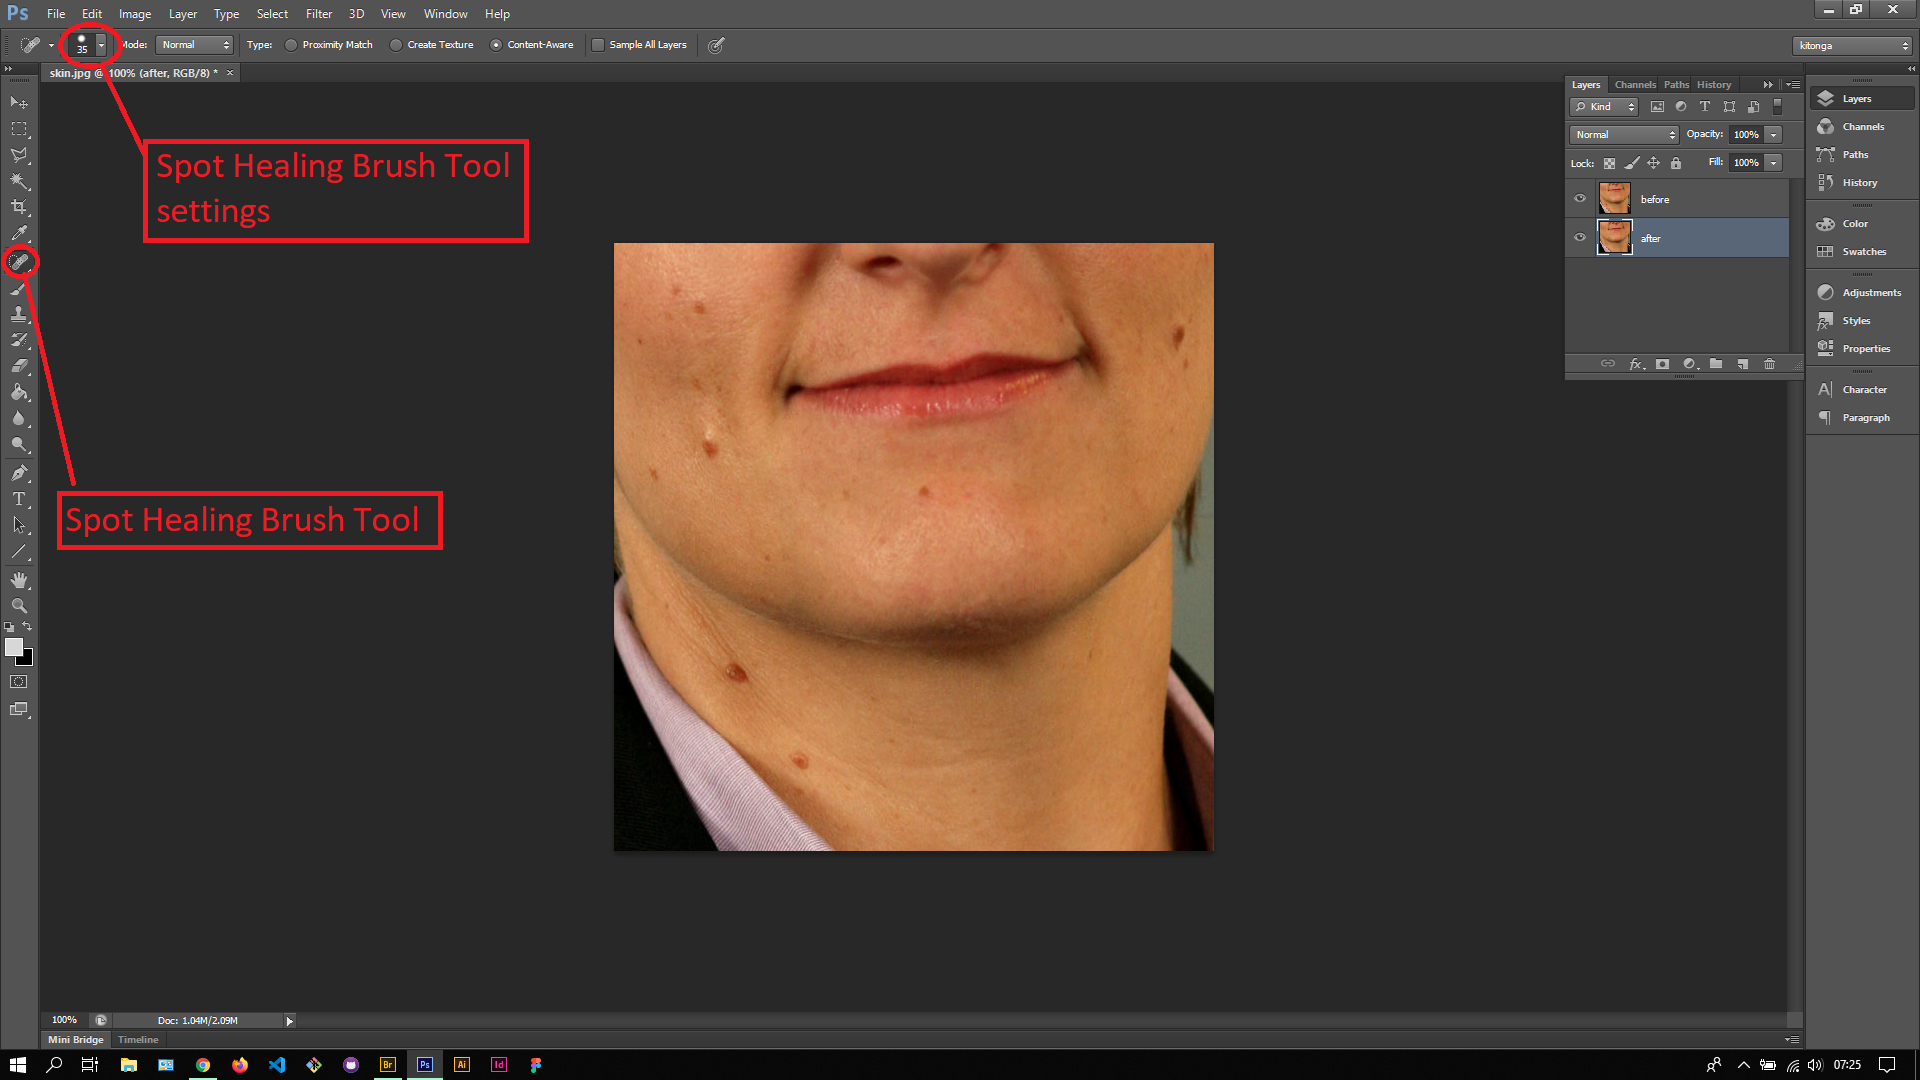 Ps File Edit Image Layer Type Select Filter 3D View Window Help
35 Mode: Normal Type: Proximity Match Create Texture Content-Aware Sample All Layers kitonga
skin.jpg @ 100% (after, RGB/8) *
Spot Healing Brush Tool
settings
Spot Healing Brush Tool
Layers Channels Paths History
Kind
Normal Opacity: 100%
Lock: Fill: 100%
before
after
Layers
Channels
Paths
History
Color
Swatches
Adjustments
Styles
Properties
Character
Paragraph
100% Doc: 1.04M/2.09M
Mini Bridge Timeline
Br Ps Ai Id 07:25